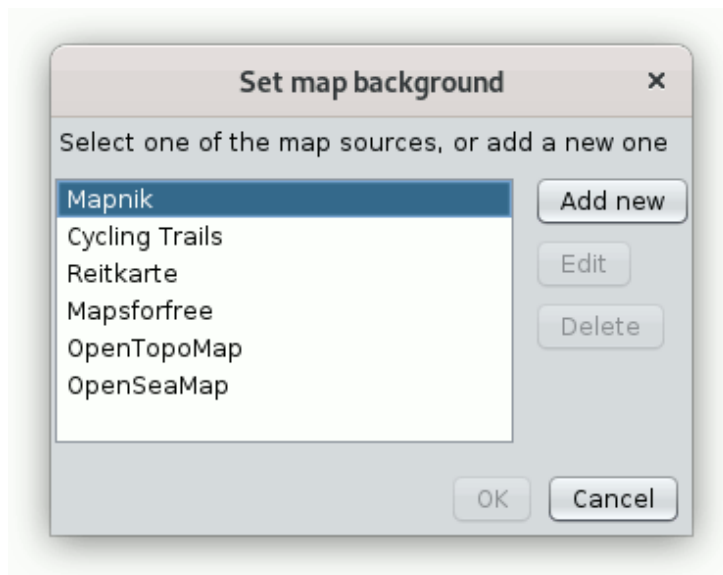 Set map background
Select one of the map sources, or add a new one
Mapnik
Cycling Trails
Reitkarte
Mapsforfree
OpenTopoMap
OpenSeaMap
Add new
Edit
Delete
OK
Cancel